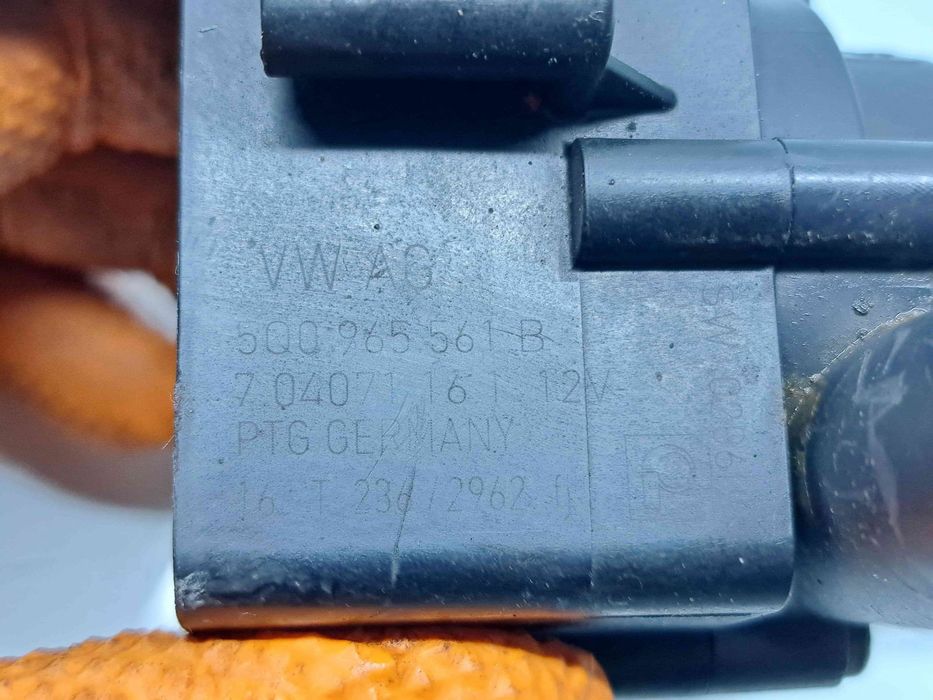 VW AG
5Q0 965 561 B
7.04071.16.1 12V
PTG GERMANY
16 T 236 / 2962